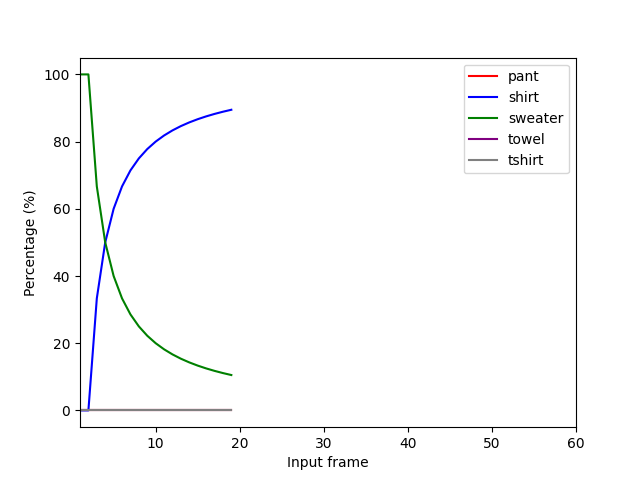 100
80
60
40
20
0
Percentage (%)
pant
shirt
sweater
towel
tshirt
10 20 30 40 50 60
Input frame